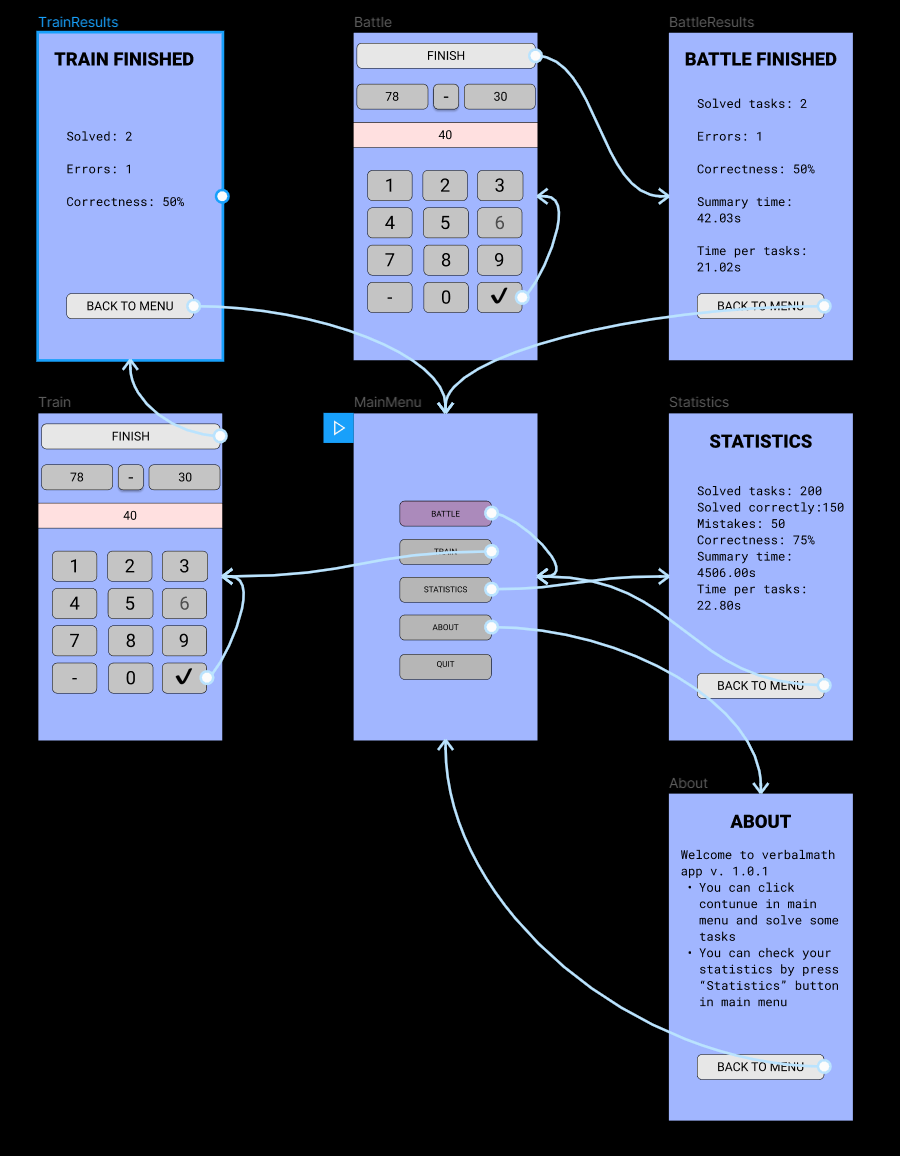 TrainResults
TRAIN FINISHED
Solved: 2
Errors: 1
Correctness: 50%
BACK TO MENU
Battle
FINISH
78 - 30
40
1 2 3
4 5 6
7 8 9
- 0 ✓
BattleResults
BATTLE FINISHED
Solved tasks: 2
Errors: 1
Correctness: 50%
Summary time:
42.03s
Time per tasks:
21.02s
BACK TO MENU
Train
FINISH
78 - 30
40
1 2 3
4 5 6
7 8 9
- 0 ✓
MainMenu
BATTLE
TRAIN
STATISTICS
ABOUT
QUIT
Statistics
STATISTICS
Solved tasks: 200
Solved correctly:150
Mistakes: 50
Correctness: 75%
Summary time:
4506.00s
Time per tasks:
22.80s
BACK TO MENU
About
ABOUT
Welcome to verbalmath
app v. 1.0.1
• You can click
contunue in main
menu and solve some
tasks
• You can check your
statistics by press
“Statistics” button
in main menu
BACK TO MENU